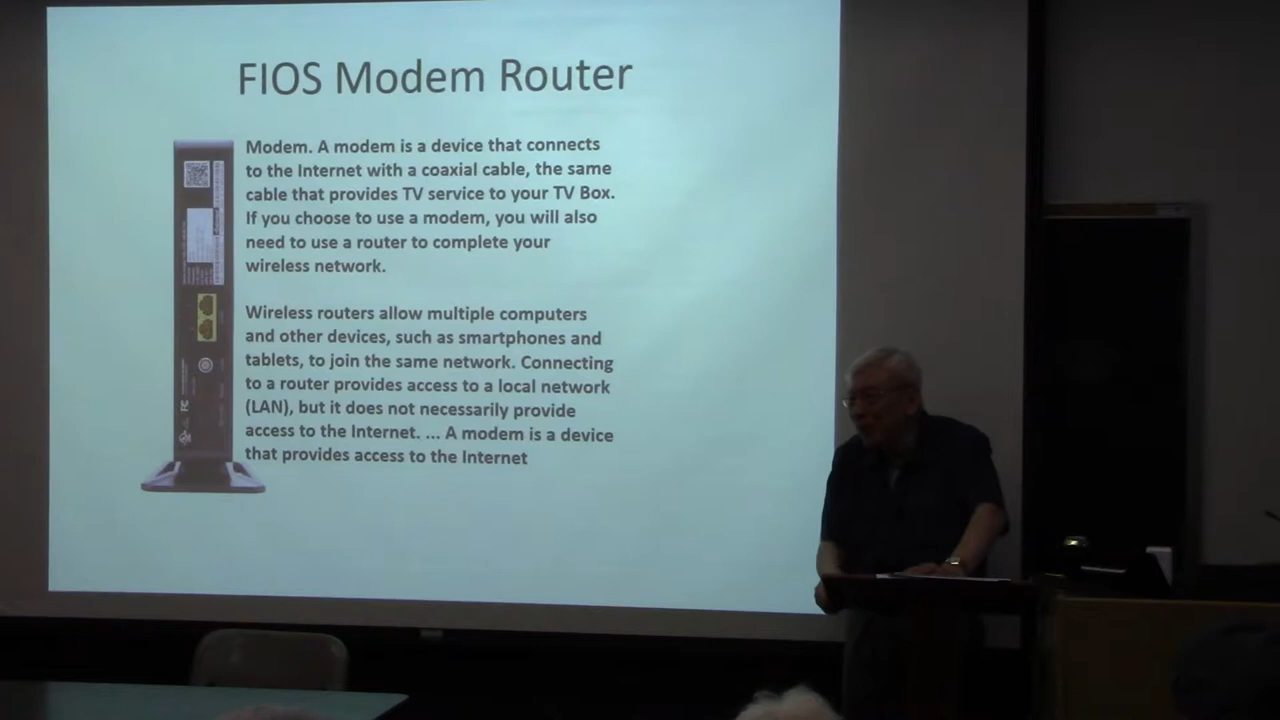 FIOS Modem Router
Modem. A modem is a device that connects
to the Internet with a coaxial cable, the same
cable that provides TV service to your TV Box.
If you choose to use a modem, you will also
need to use a router to complete your
wireless network.
Wireless routers allow multiple computers
and other devices, such as smartphones and
tablets, to join the same network. Connecting
to a router provides access to a local network
(LAN), but it does not necessarily provide
access to the Internet. ... A modem is a device
that provides access to the Internet